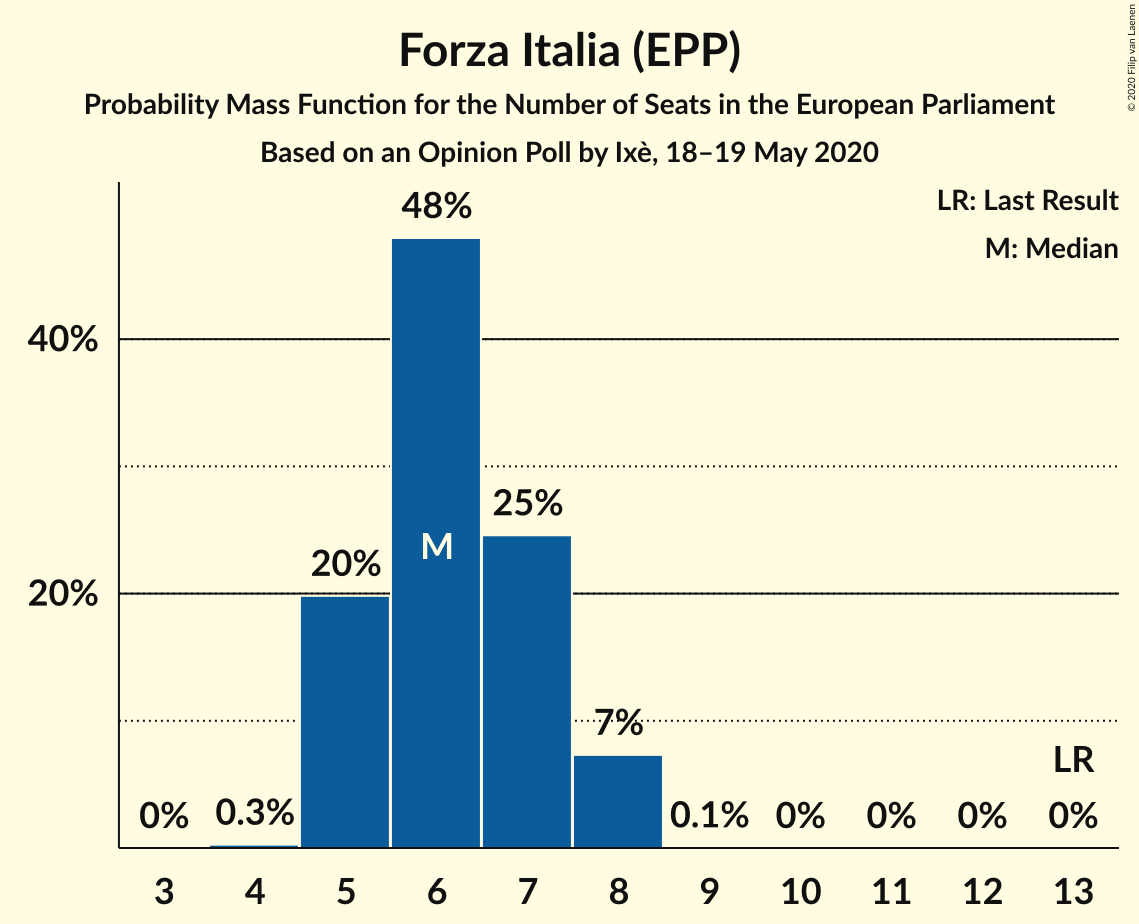 Forza Italia (EPP)
Probability Mass Function for the Number of Seats in the European Parliament
Based on an Opinion Poll by Ixè, 18–19 May 2020
© 2020 Filip van Laenen
LR: Last Result
M: Median
48%
40%
25%
M
20%
20%
7%
LR
0% 0.3% 0.1% 0% 0% 0% 0%
3 4 5 6 7 8 9 10 11 12 13